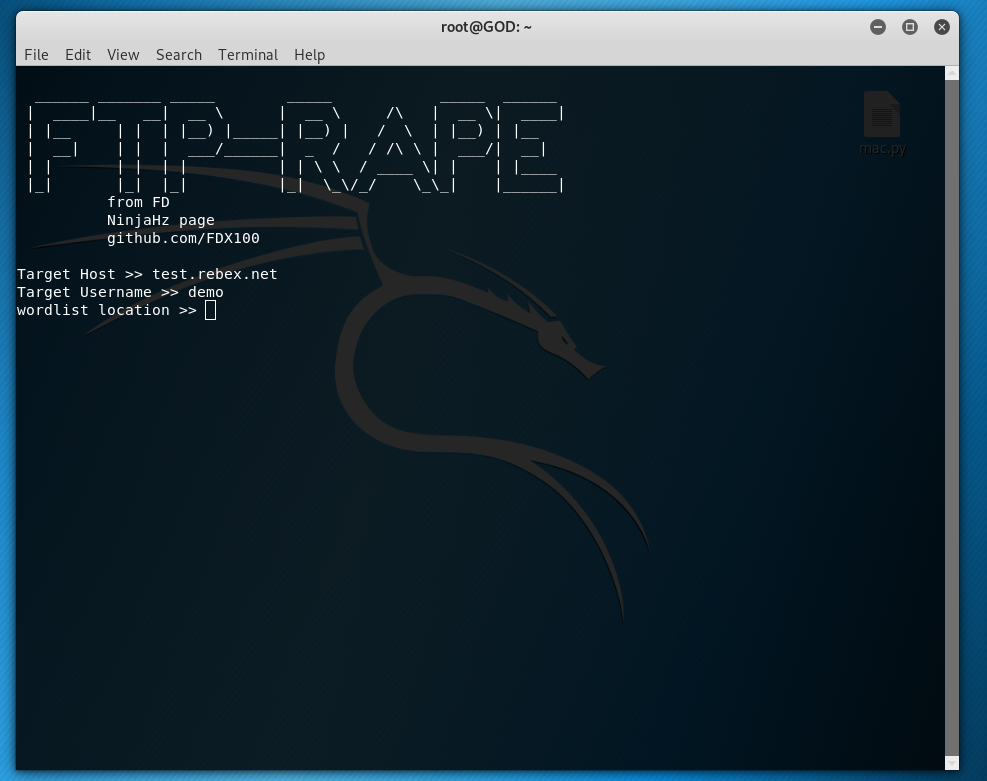 root@GOD: ~
File Edit View Search Terminal Help
FTP-RAPE
from FD
NinjaHz page
github.com/FDX100
mac.py
Target Host >> test.rebex.net
Target Username >> demo
wordlist location >>